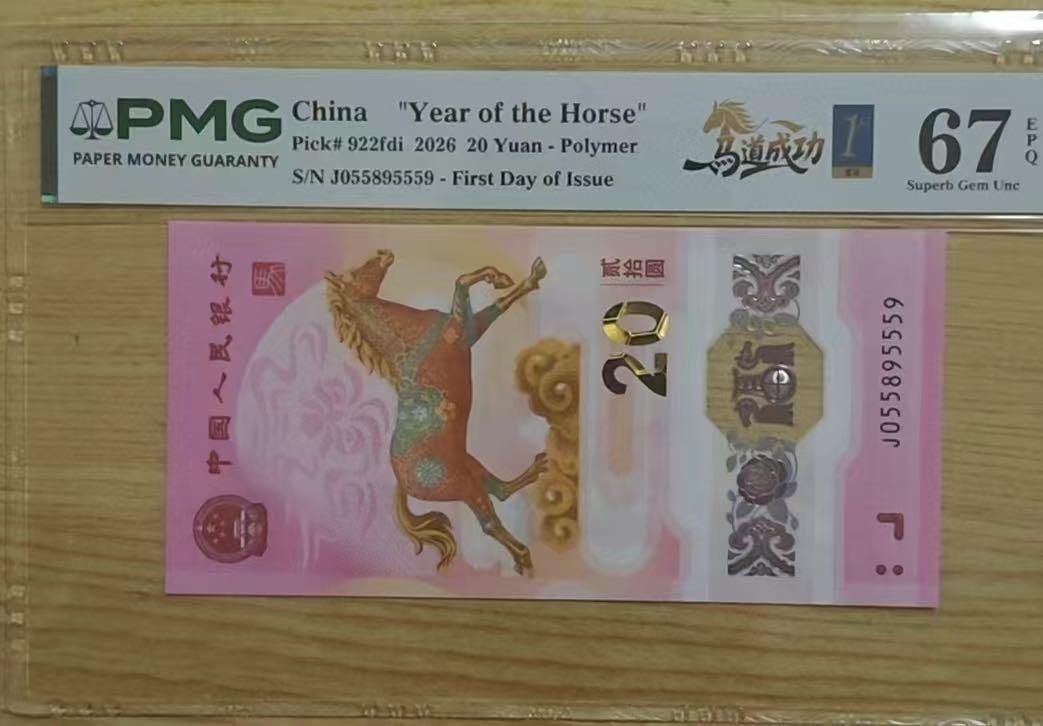 PMG
PAPER MONEY GUARANTY
China "Year of the Horse"
Pick# 922fdi 2026 20 Yuan - Polymer
S/N J055895559 - First Day of Issue
马道成功
1st
67
EPQ
Superb Gem Unc
中国人民银行
馬
贰拾圆
20
J055895559